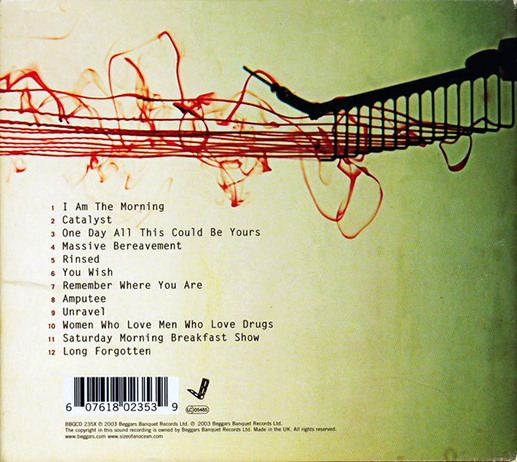 1 I Am The Morning
2 Catalyst
3 One Day All This Could Be Yours
4 Massive Bereavement
5 Rinsed
6 You Wish
7 Remember Where You Are
8 Amputee
9 Unravel
10 Women Who Love Men Who Love Drugs
11 Saturday Morning Breakfast Show
12 Long Forgotten
6 07618 02353 9
LC 05485
BBQCD 235X ℗ 2003 Beggars Banquet Records Ltd. © 2003 Beggars Banquet Records Ltd.
The copyright in this sound recording is owned by Beggars Banquet Records Ltd. Made in the UK. All rights reserved.
www.beggars.com www.sizeofanocean.com